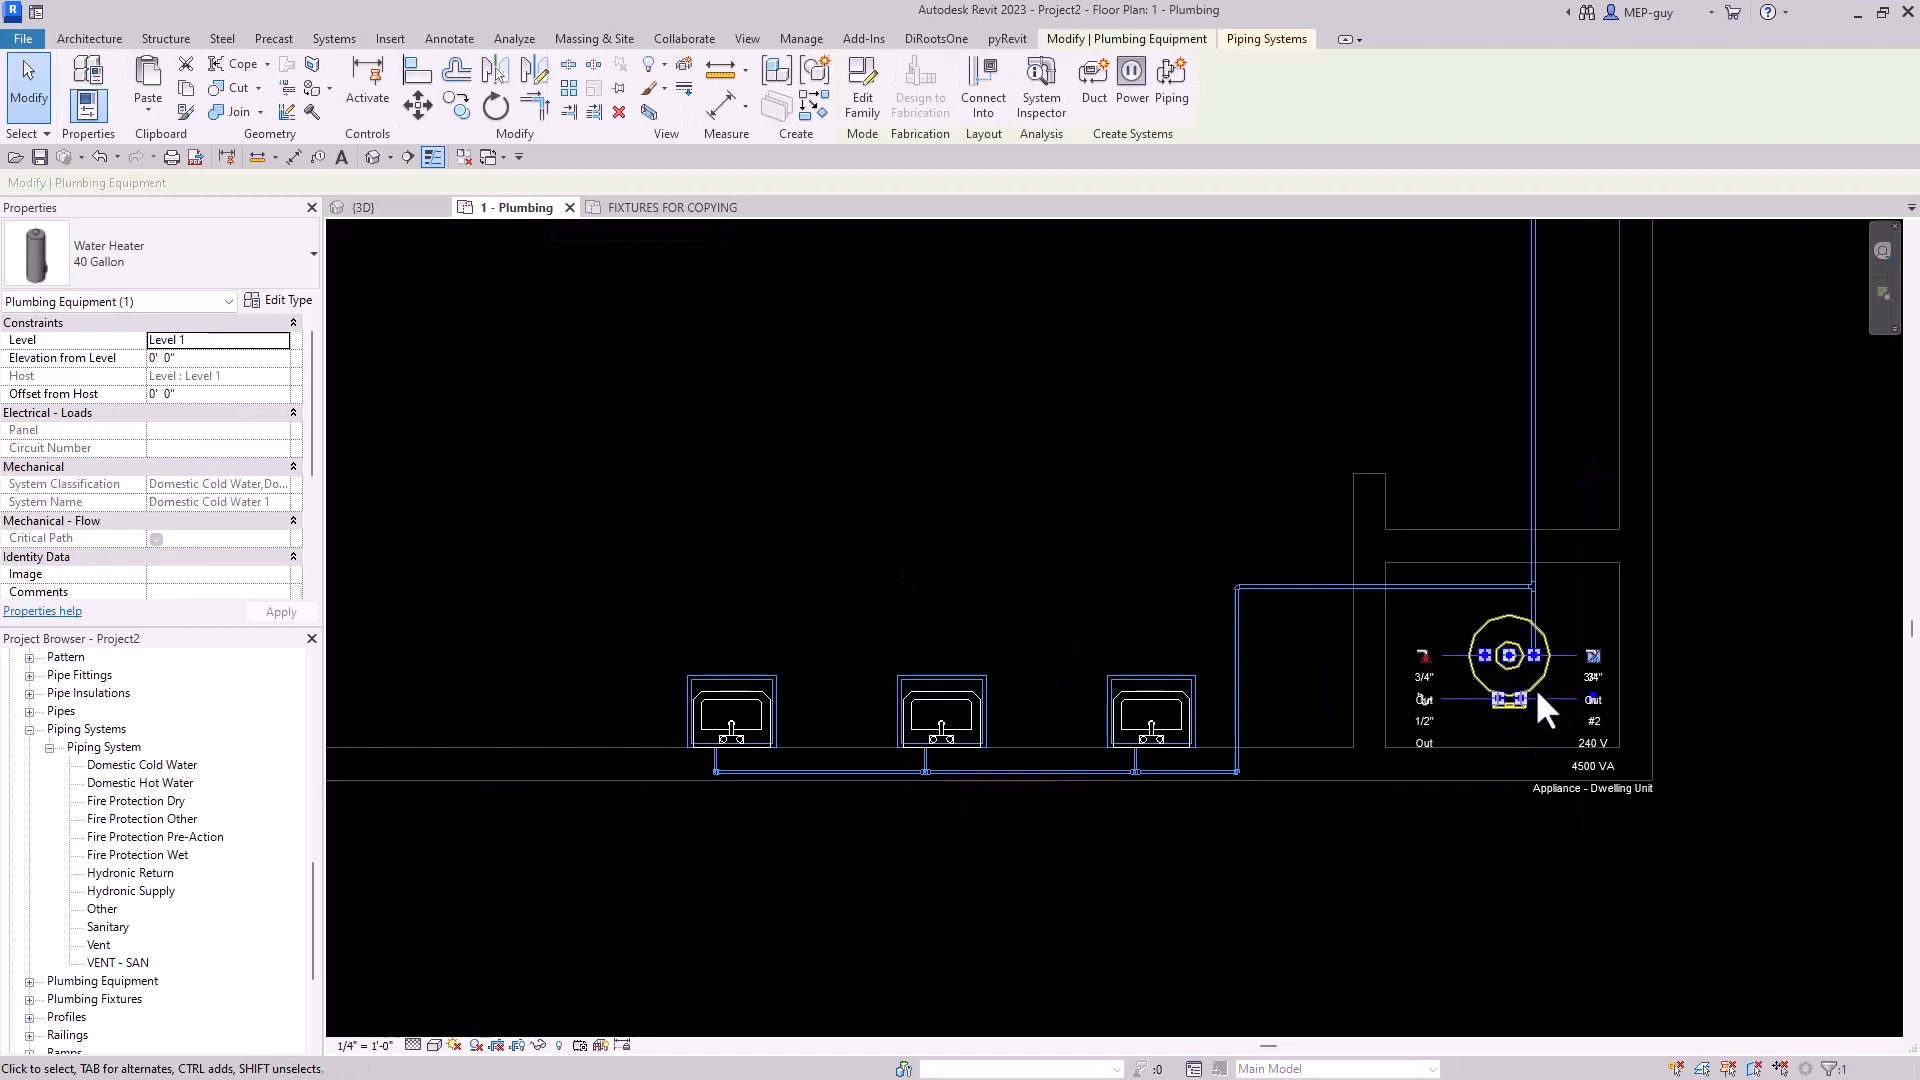 Autodesk Revit 2023 - Project2 - Floor Plan: 1 - Plumbing
MEP-guy
File Architecture Structure Steel Precast Systems Insert Annotate Analyze Massing & Site Collaborate View Manage Add-Ins DiRootsOne pyRevit Modify | Plumbing Equipment Piping Systems
Modify
Paste
Cope
Cut
Join
Activate
Edit Family
Design to Fabrication
Connect Into
System Inspector
Duct Power Piping
Select Properties Clipboard Geometry Controls Modify View Measure Create Mode Fabrication Layout Analysis Create Systems
Modify | Plumbing Equipment
Properties
{3D} 1 - Plumbing FIXTURES FOR COPYING
Water Heater
40 Gallon
Plumbing Equipment (1) Edit Type
Constraints
Level Level 1
Elevation from Level 0' 0"
Host Level : Level 1
Offset from Host 0' 0"
Electrical - Loads
Panel
Circuit Number
Mechanical
System Classification Domestic Cold Water,Do...
System Name Domestic Cold Water 1
Mechanical - Flow
Critical Path
Identity Data
Image
Comments
Properties help Apply
Project Browser - Project2
Pattern
Pipe Fittings
Pipe Insulations
Pipes
Piping Systems
Piping System
Domestic Cold Water
Domestic Hot Water
Fire Protection Dry
Fire Protection Other
Fire Protection Pre-Action
Fire Protection Wet
Hydronic Return
Hydronic Supply
Other
Sanitary
Vent
VENT - SAN
Plumbing Equipment
Plumbing Fixtures
Profiles
Railings
Ramps
3/4"
Out
1/2"
Out
#2
240 V
4500 VA
Appliance - Dwelling Unit
1/4" = 1'-0"
Click to select, TAB for alternates, CTRL adds, SHIFT unselects.
:0
Main Model
:1